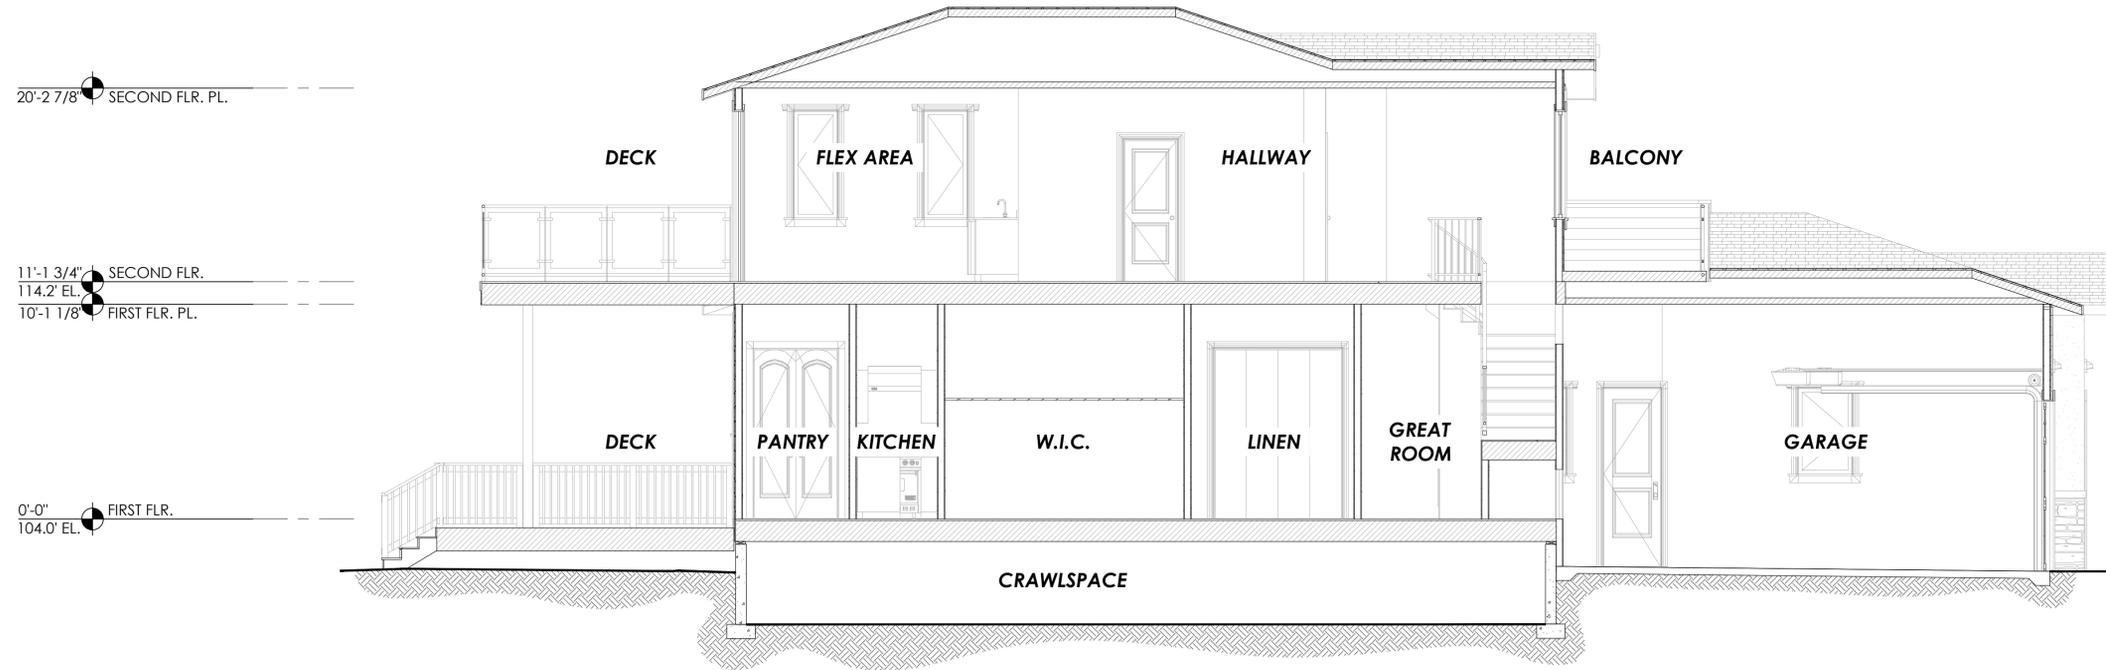 20'-2 7/8" SECOND FLR. PL.
DECK
FLEX AREA
HALLWAY
BALCONY
11'-1 3/4" SECOND FLR.
114.2' EL.
10'-1 1/8" FIRST FLR. PL.
DECK
PANTRY
KITCHEN
W.I.C.
LINEN
GREAT
ROOM
GARAGE
0'-0" FIRST FLR.
104.0' EL.
CRAWLSPACE